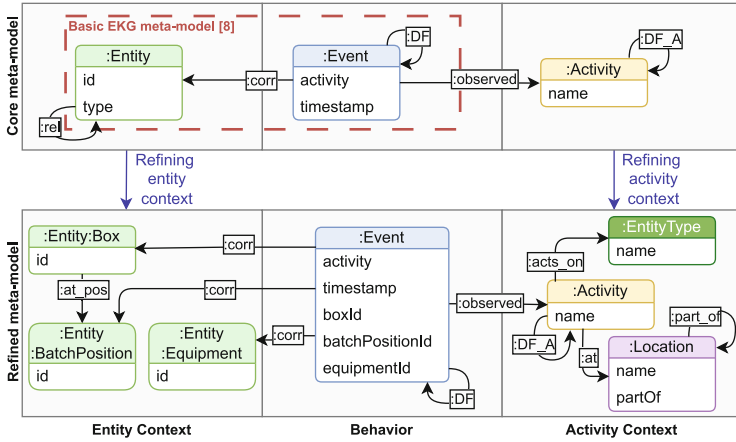 Core meta-model
Basic EKG meta-model [8]
:Entity
id
type
:rel
:corr
:Event
activity
timestamp
:DF
:observed
:Activity
name
:DF_A
Refining
entity
context
Refining
activity
context
Refined meta-model
:Entity:Box
id
:at_pos
:Entity
:BatchPosition
id
:Entity
:Equipment
id
:corr
:corr
:corr
:Event
activity
timestamp
boxId
batchPositionId
equipmentId
:DF
:observed
:EntityType
name
:acts_on
:Activity
name
:DF_A
:at
:part_of
:Location
name
partOf
Entity Context
Behavior
Activity Context